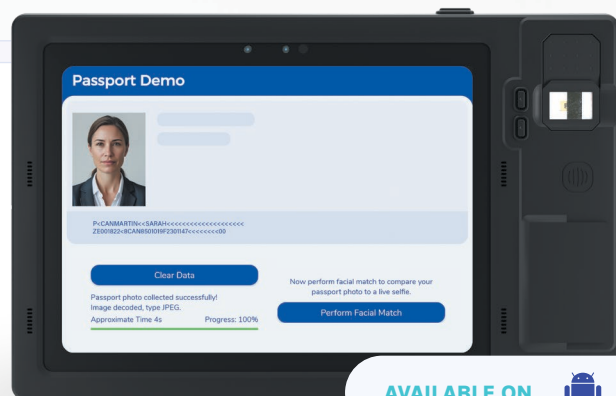 Passport Demo
P<CANMARTIN<<SARAH<<<<<<<<<<<<<<<<<<<<
ZE001822<8CAN8501019F2301147<<<<<<<<00
Clear Data
Passport photo collected successfully!
Image decoded, type JPEG.
Approximate Time 4s Progress: 100%
Now perform facial match to compare your
passport photo to a live selfie.
Perform Facial Match
AVAILABLE ON